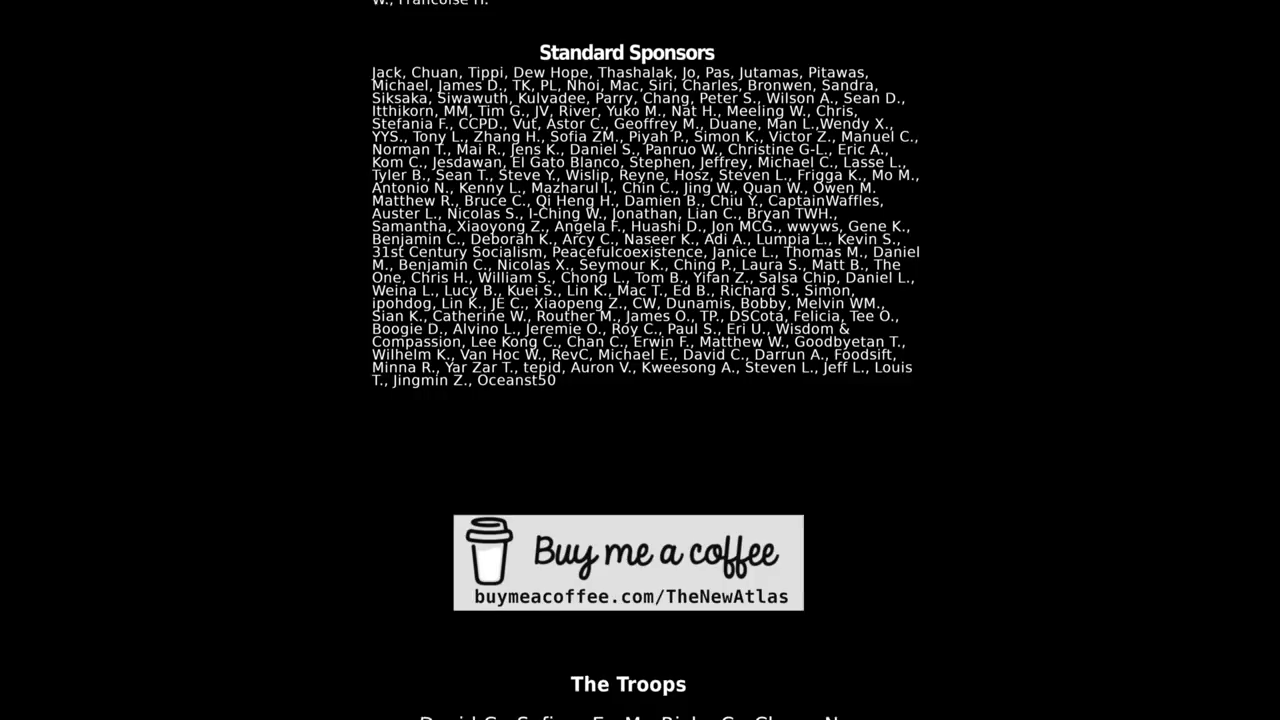 W., Francoise H.
Standard Sponsors
Jack, Chuan, Tippi, Dew Hope, Thashalak, Jo, Pas, Jutamas, Pitawas,
Michael, James D., TK, PL, Nhoi, Mac, Siri, Charles, Bronwen, Sandra,
Siksaka, Siwawuth, Kulvadee, Parry, Chang, Peter S., Wilson A., Sean D.,
Itthikorn, MM, Tim G., JV, River, Yuko M., Nat H., Meeling W., Chris,
Stefania F., CCPD., Vut, Astor C., Geoffrey M., Duane, Man L.,Wendy X.,
YYS., Tony L., Zhang H., Sofia ZM., Piyah P., Simon K., Victor Z., Manuel C.,
Norman T., Mai R., Jens K., Daniel S., Panruo W., Christine G-L., Eric A.,
Kom C., Jesdawan, El Gato Blanco, Stephen, Jeffrey, Michael C., Lasse L.,
Tyler B., Sean T., Steve Y., Wislip, Reyne, Hosz, Steven L., Frigga K., Mo M.,
Antonio N., Kenny L., Mazharul I., Chin C., Jing W., Quan W., Owen M.
Matthew R., Bruce C., Qi Heng H., Damien B., Chiu Y., CaptainWaffles,
Auster L., Nicolas S., I-Ching W., Jonathan, Lian C., Bryan TWH.,
Samantha, Xiaoyong Z., Angela F., Huashi D., Jon MCG., wwyws, Gene K.,
Benjamin C., Deborah K., Arcy C., Naseer K., Adi A., Lumpia L., Kevin S.,
31st Century Socialism, Peacefulcoexistence, Janice L., Thomas M., Daniel
M., Benjamin C., Nicolas X., Seymour K., Ching P., Laura S., Matt B., The
One, Chris H., William S., Chong L., Tom B., Yifan Z., Salsa Chip, Daniel L.,
Weina L., Lucy B., Kuei S., Lin K., Mac T., Ed B., Richard S., Simon,
ipohdog, Lin K., JE C., Xiaopeng Z., CW, Dunamis, Bobby, Melvin WM.,
Sian K., Catherine W., Routher M., James O., TP., DSCota, Felicia, Tee O.,
Boogie D., Alvino L., Jeremie O., Roy C., Paul S., Eri U., Wisdom &
Compassion, Lee Kong C., Chan C., Erwin F., Matthew W., Goodbyetan T.,
Wilhelm K., Van Hoc W., RevC, Michael E., David C., Darrun A., Foodsift,
Minna R., Yar Zar T., tepid, Auron V., Kweesong A., Steven L., Jeff L., Louis
T., Jingmin Z., Oceanst50
Buy me a coffee
buymeacoffee.com/TheNewAtlas
The Troops